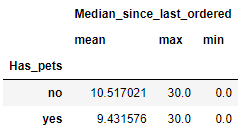 Median_since_last_ordered
mean max min
Has_pets
no 10.517021 30.0 0.0
yes 9.431576 30.0 0.0